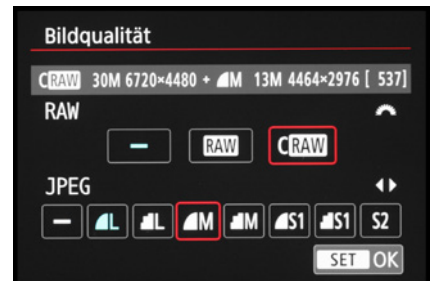 Bildqualität
CRAW 30M 6720×4480 + M 13M 4464×2976 [ 537]
RAW
— RAW CRAW
JPEG
— L L M M S1 S1 S2
SET OK